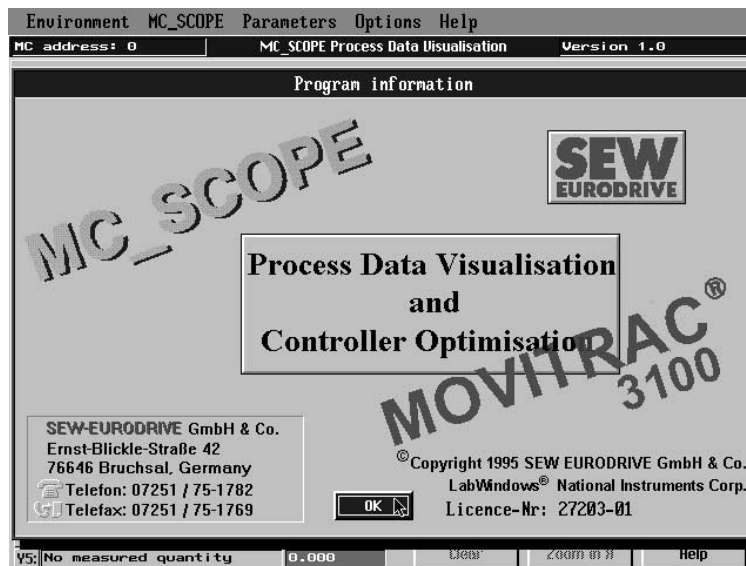 Environment MC_SCOPE Parameters Options Help
MC address: 0 MC_SCOPE Process Data Visualisation Version 1.0
Program information
MC_SCOPE
SEW
EURODRIVE
Process Data Visualisation
and
Controller Optimisation
MOVITRAC®
3100
SEW-EURODRIVE GmbH & Co.
Ernst-Blickle-Straße 42
76646 Bruchsal, Germany
Telefon: 07251 / 75-1782
Telefax: 07251 / 75-1769
©Copyright 1995 SEW EURODRIVE GmbH & Co.
LabWindows® National Instruments Corp.
OK
Licence-Nr: 27203-01
Y5: No measured quantity 0.000 Clear Zoom in X Help